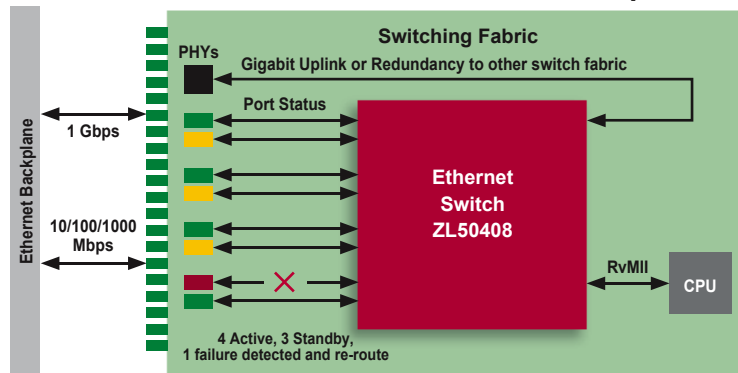 Switching Fabric
PHYs
Gigabit Uplink or Redundancy to other switch fabric
Port Status
1 Gbps
Ethernet Backplane
Ethernet
Switch
ZL50408
10/100/1000
Mbps
RvMII
CPU
4 Active, 3 Standby,
1 failure detected and re-route